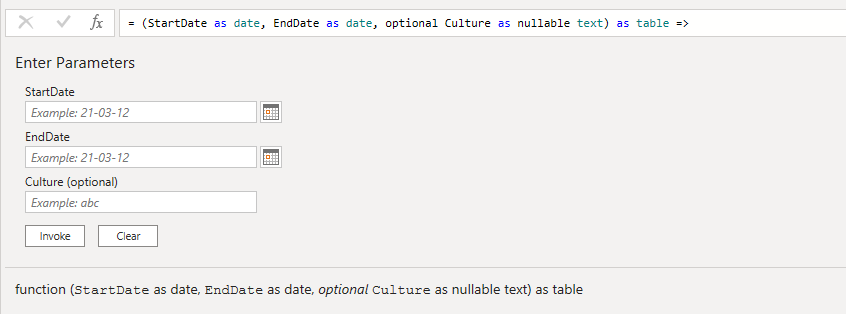 fx = (StartDate as date, EndDate as date, optional Culture as nullable text) as table =>
Enter Parameters
StartDate
Example: 21-03-12
EndDate
Example: 21-03-12
Culture (optional)
Example: abc
Invoke Clear
function (StartDate as date, EndDate as date, optional Culture as nullable text) as table